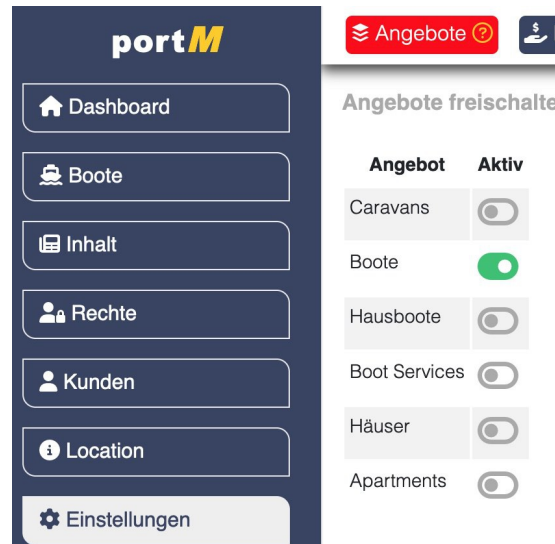 portM
Dashboard
Boote
Inhalt
Rechte
Kunden
Location
Einstellungen
Angebote ?
$
Angebote freischalte
Angebot Aktiv
Caravans
Boote
Hausboote
Boot Services
Häuser
Apartments